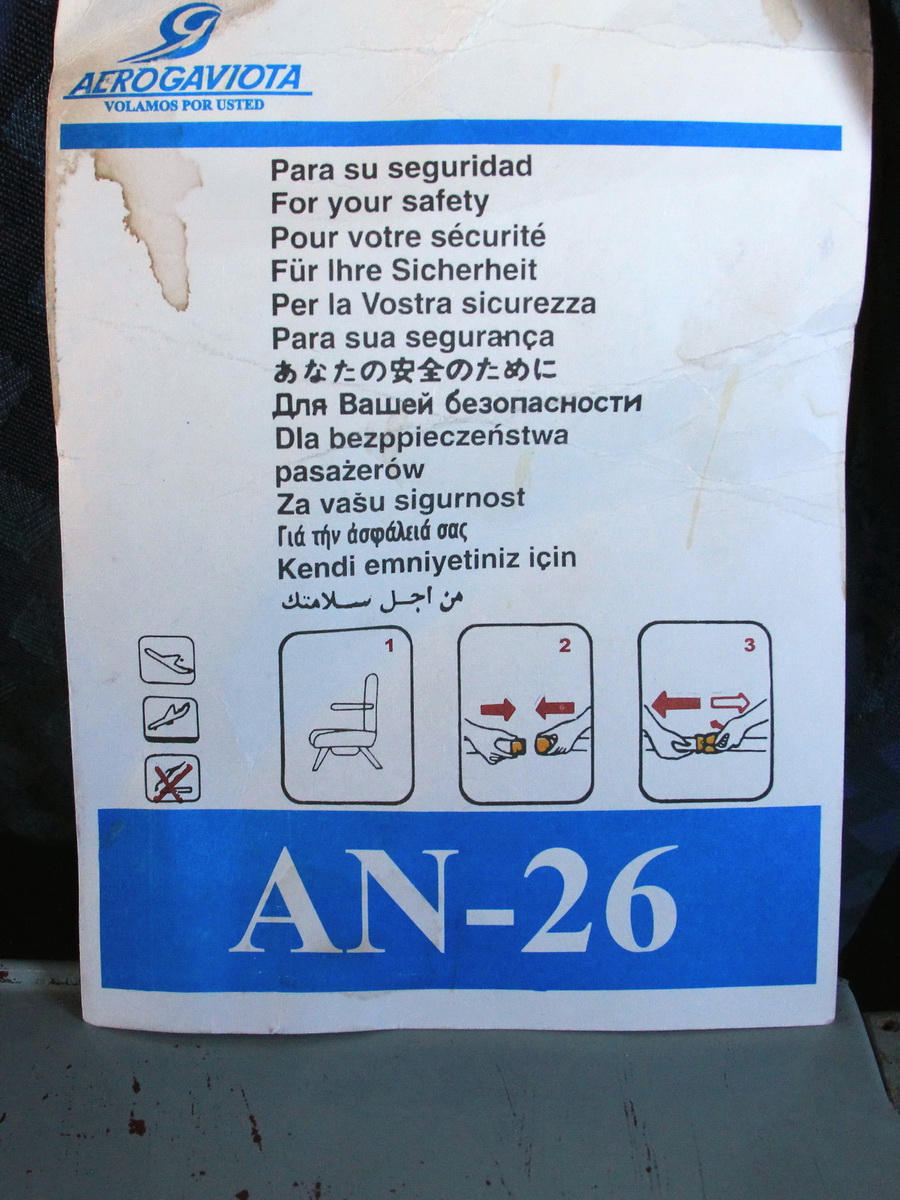 AEROGAVIOTA
VOLAMOS POR USTED
Para su seguridad
For your safety
Pour votre sécurité
Für Ihre Sicherheit
Per la Vostra sicurezza
Para sua segurança
あなたの安全のために
Для Вашей безопасности
Dla bezppieczeństwa
pasażerów
Za vašu sigurnost
Γιά τήν άσφάλειά σας
Kendi emniyetiniz için
من اجل سلامتك
1
2
3
AN-26